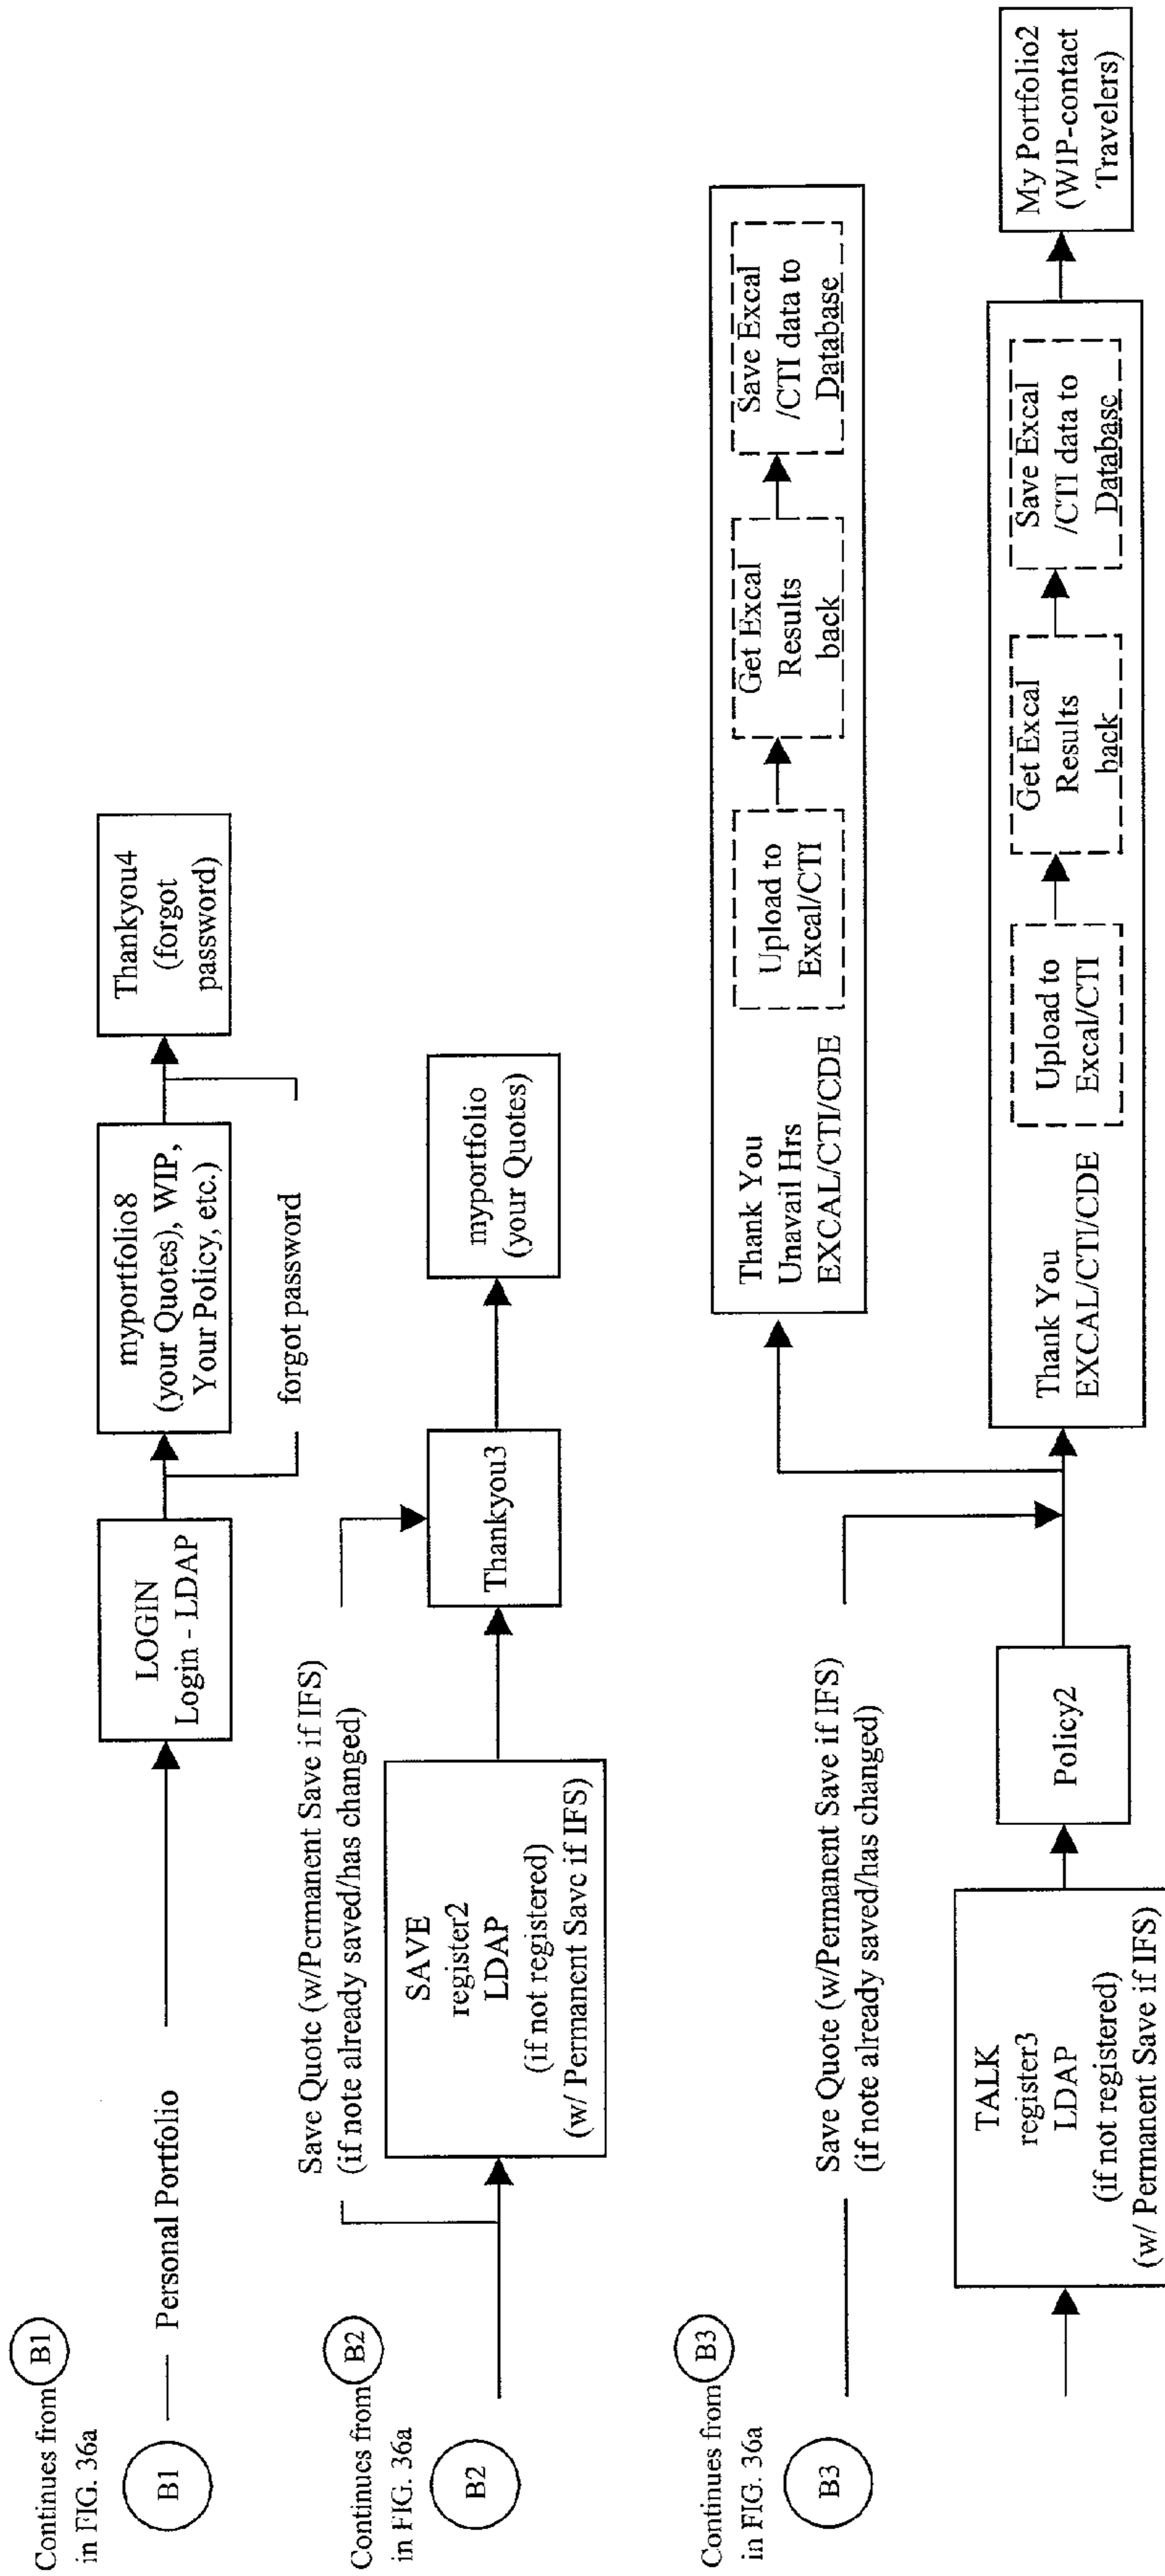 Continues from B1
in FIG. 36a
B1
Personal Portfolio
LOGIN
Login - LDAP
myportfolio8
(your Quotes), WIP,
Your Policy, etc.)
Thankyou4
(forgot
password)
forgot password
Continues from B2
in FIG. 36a
B2
Save Quote (w/Permanent Save if IFS)
(if note already saved/has changed)
SAVE
register2
LDAP
(if not registered)
(w/ Permanent Save if IFS)
Thankyou3
myportfolio
(your Quotes)
Continues from B3
in FIG. 36a
B3
Save Quote (w/Permanent Save if IFS)
(if note already saved/has changed)
Thank You
Unavail Hrs
EXCAL/CTI/CDE
Upload to
Excal/CTI
Get Excal
Results
back
Save Excal
/CTI data to
Database
TALK
register3
LDAP
(if not registered)
(w/ Permanent Save if IFS)
Policy2
Thank You
EXCAL/CTI/CDE
Upload to
Excal/CTI
Get Excal
Results
back
Save Excal
/CTI data to
Database
My Portfolio2
(WIP-contact
Travelers)